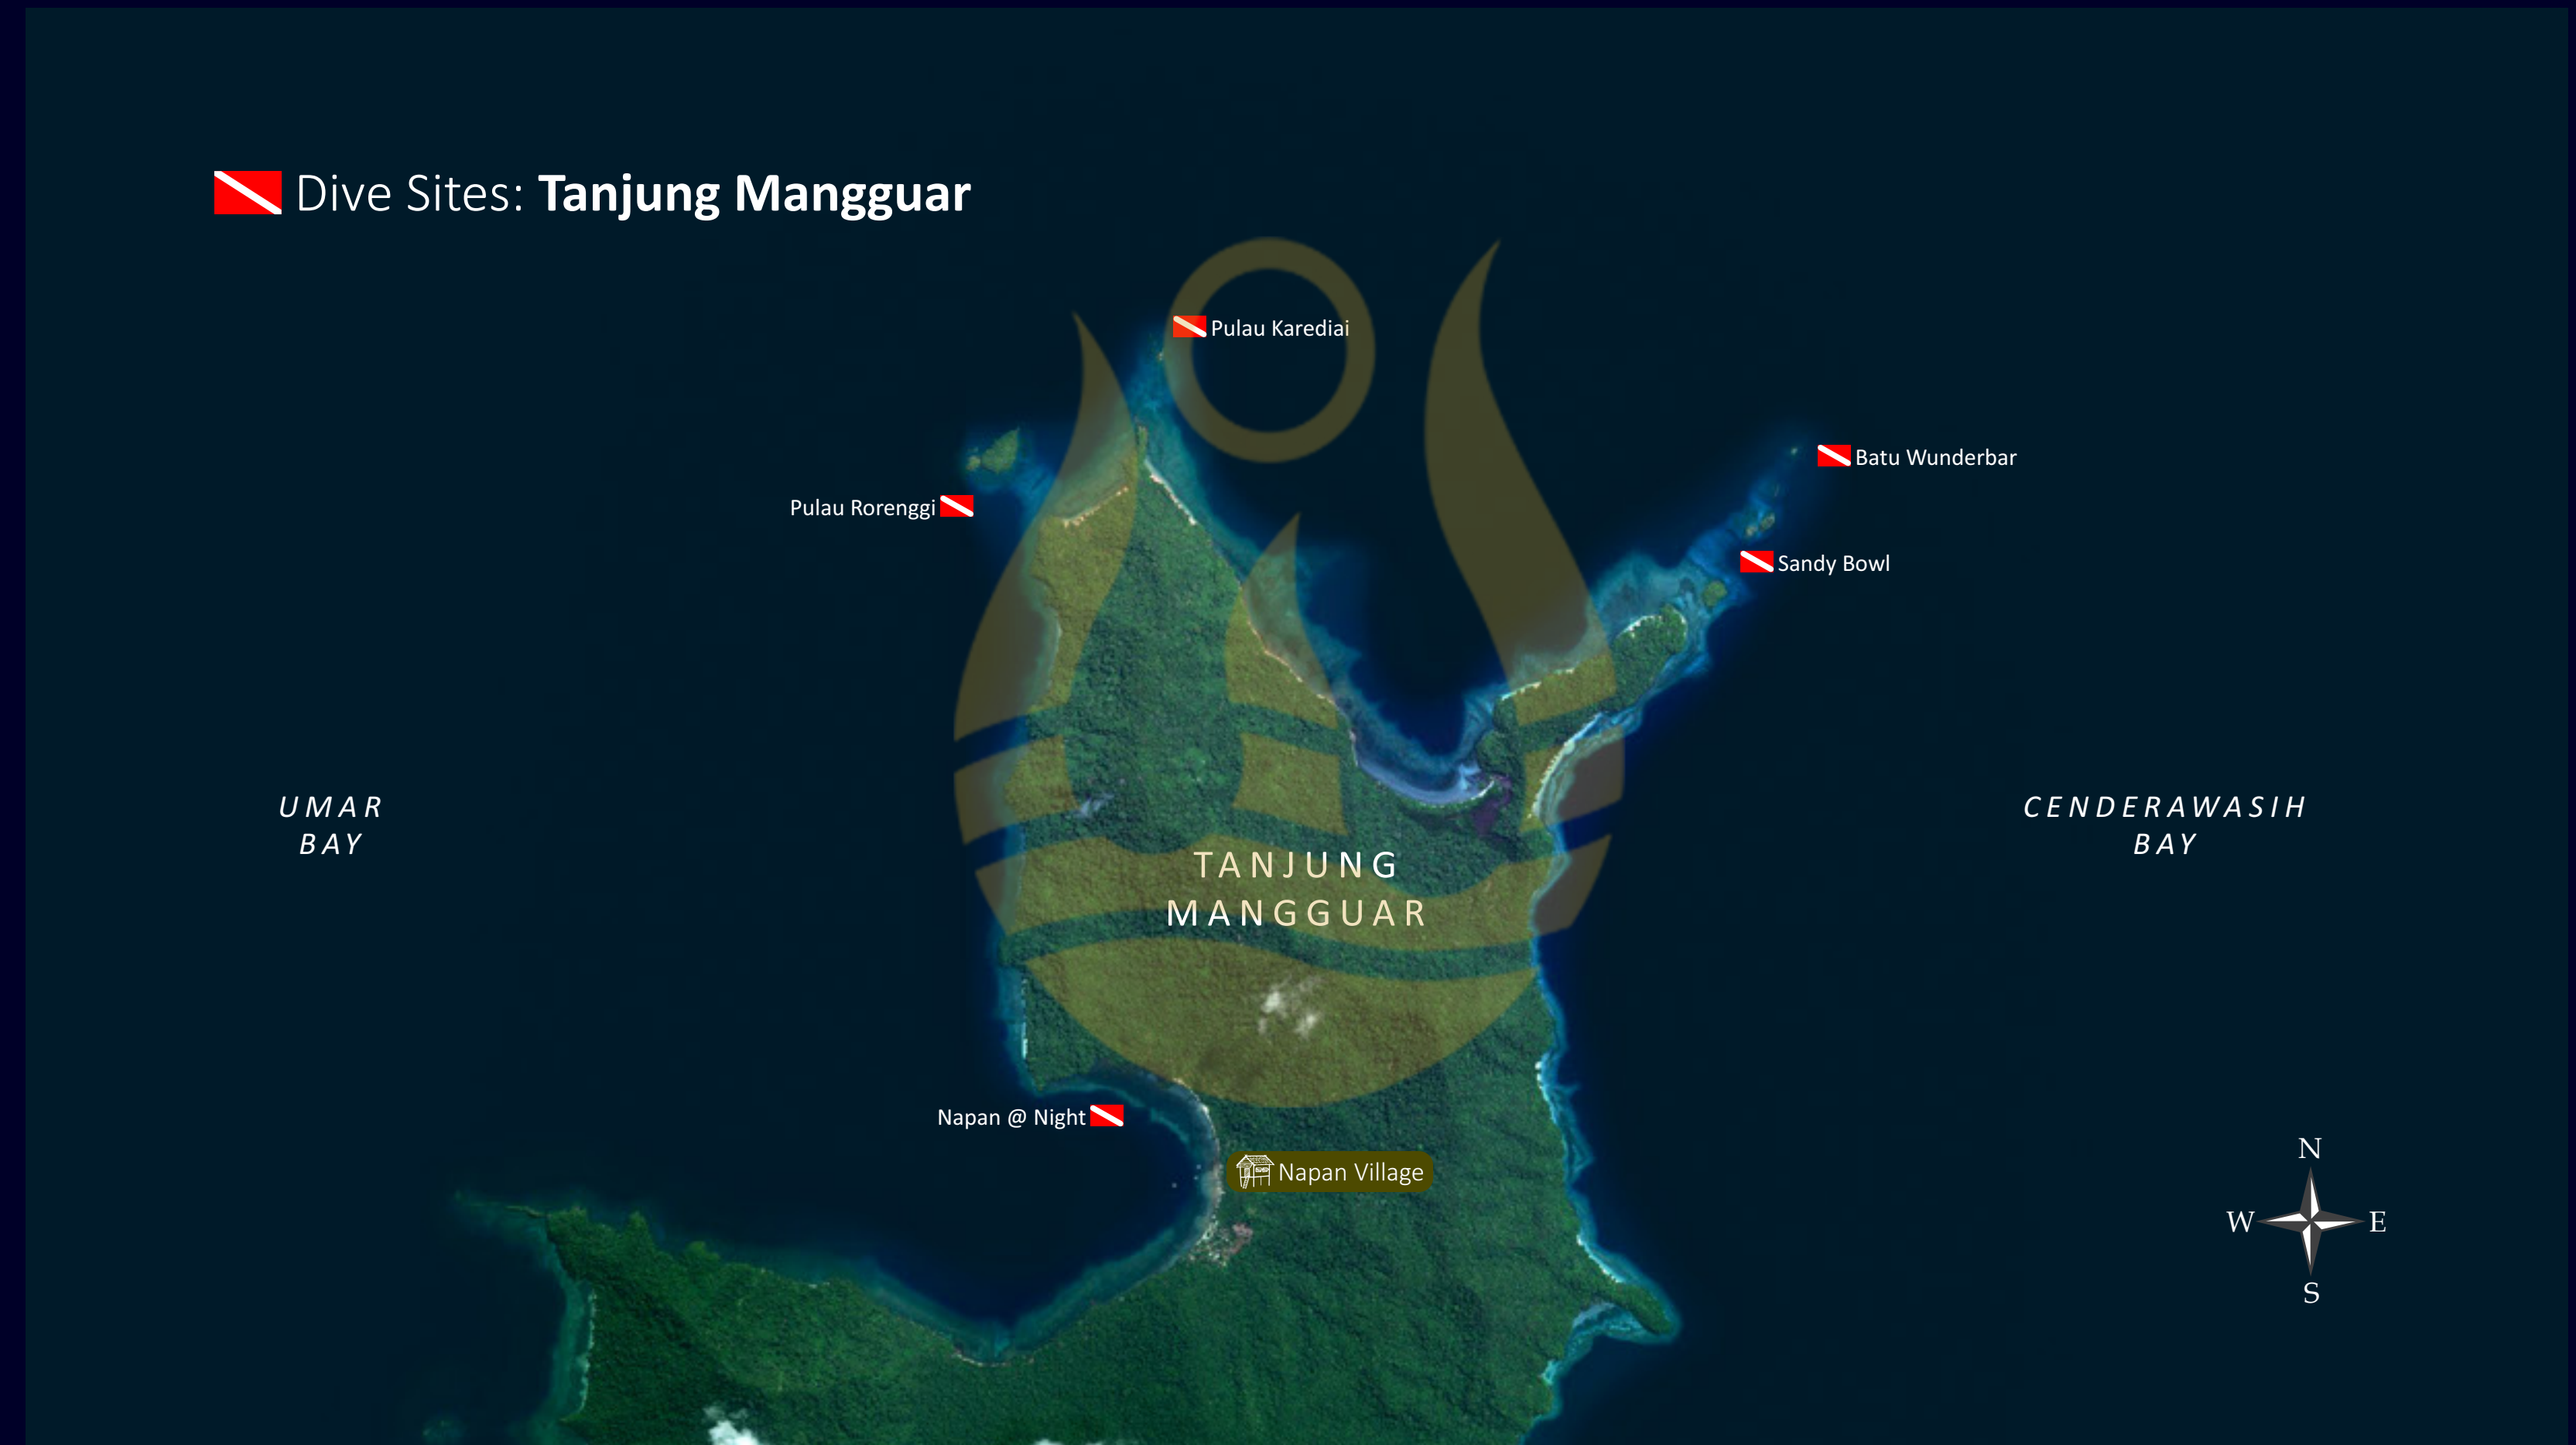 Dive Sites: Tanjung Mangguar
Pulau Karediai
Batu Wunderbar
Pulau Rorenggi
Sandy Bowl
UMAR
BAY
CENDERAWASIH
BAY
TANJUNG
MANGGUAR
Napan @ Night
Napan Village
N
W E
S